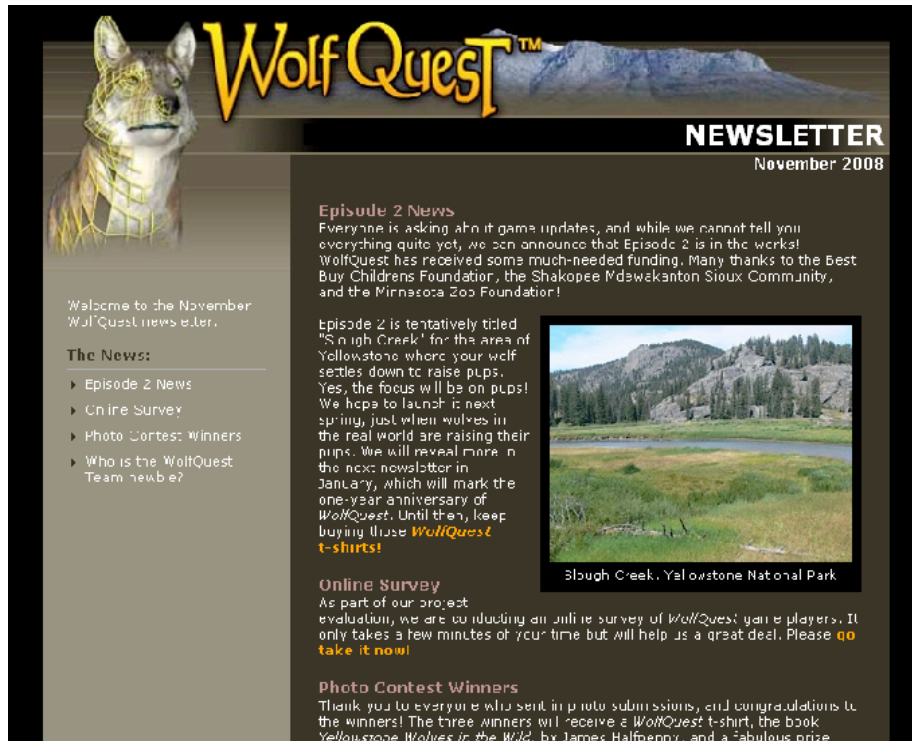 WolfQuest™
NEWSLETTER
November 2008
Welcome to the November
WolfQuest newsletter.
The News:
Episode 2 News
Online Survey
Photo Contest Winners
Who is the WolfQuest
Team newbie?
Episode 2 News
Everyone is asking about game updates, and while we cannot tell you
everything quite yet, we can announce that Episode 2 is in the works!
WolfQuest has received some much-needed funding. Many thanks to the Best
Buy Childrens Foundation, the Shakopee Mdewakanton Sioux Community,
and the Minnesota Zoo Foundation!
Episode 2 is tentatively titled
"Slough Creek" for the area of
Yellowstone where your wolf
settles down to raise pups.
Yes, the focus will be on pups!
We hope to launch it next
spring, just when wolves in
the real world are raising their
pups. We will reveal more in
the next newsletter in
January, which will mark the
one-year anniversary of
WolfQuest. Until then, keep
buying those WolfQuest
t-shirts!
Slough Creek, Yellowstone National Park
Online Survey
As part of our project
evaluation, we are conducting an online survey of WolfQuest game players. It
only takes a few minutes of your time but will help us a great deal. Please go
take it now!
Photo Contest Winners
Thank you to everyone who sent in photo submissions, and congratulations to
the winners! The three winners will receive a WolfQuest t-shirt, the book
Yellowstone Wolves in the Wild, by James Halfpenny, and a fabulous prize